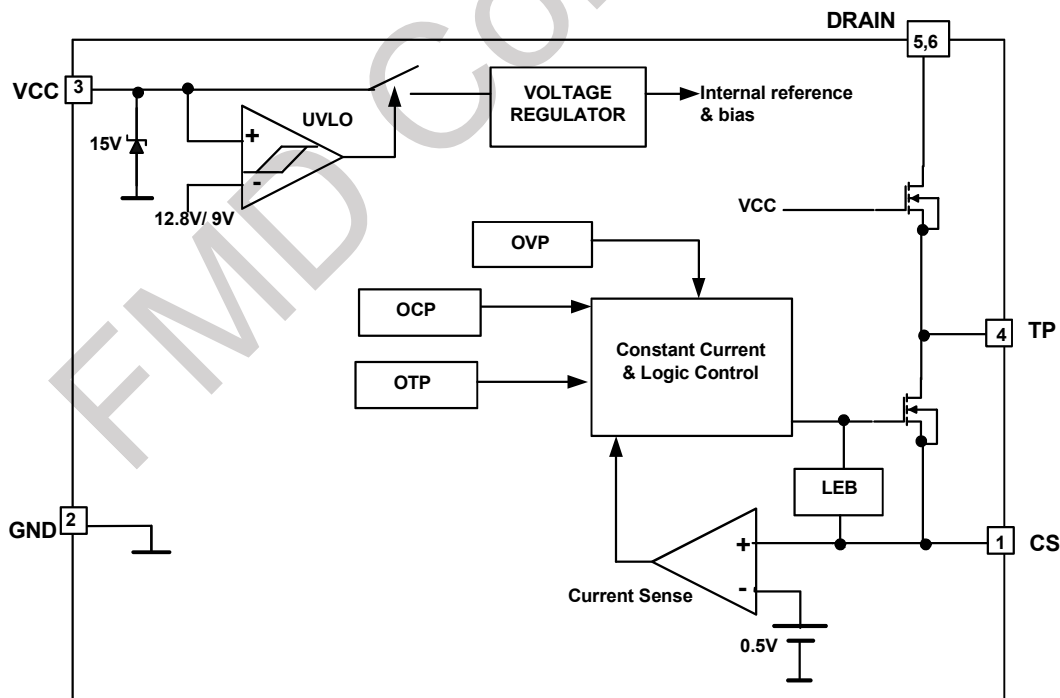 FMD Co
DRAIN
5,6
VCC
3
VOLTAGE
REGULATOR
Internal reference
& bias
UVLO
+
15V
-
12.8V/ 9V
VCC
OVP
OCP
Constant Current
& Logic Control
4
TP
OTP
LEB
GND
2
+
1
CS
Current Sense
-
0.5V